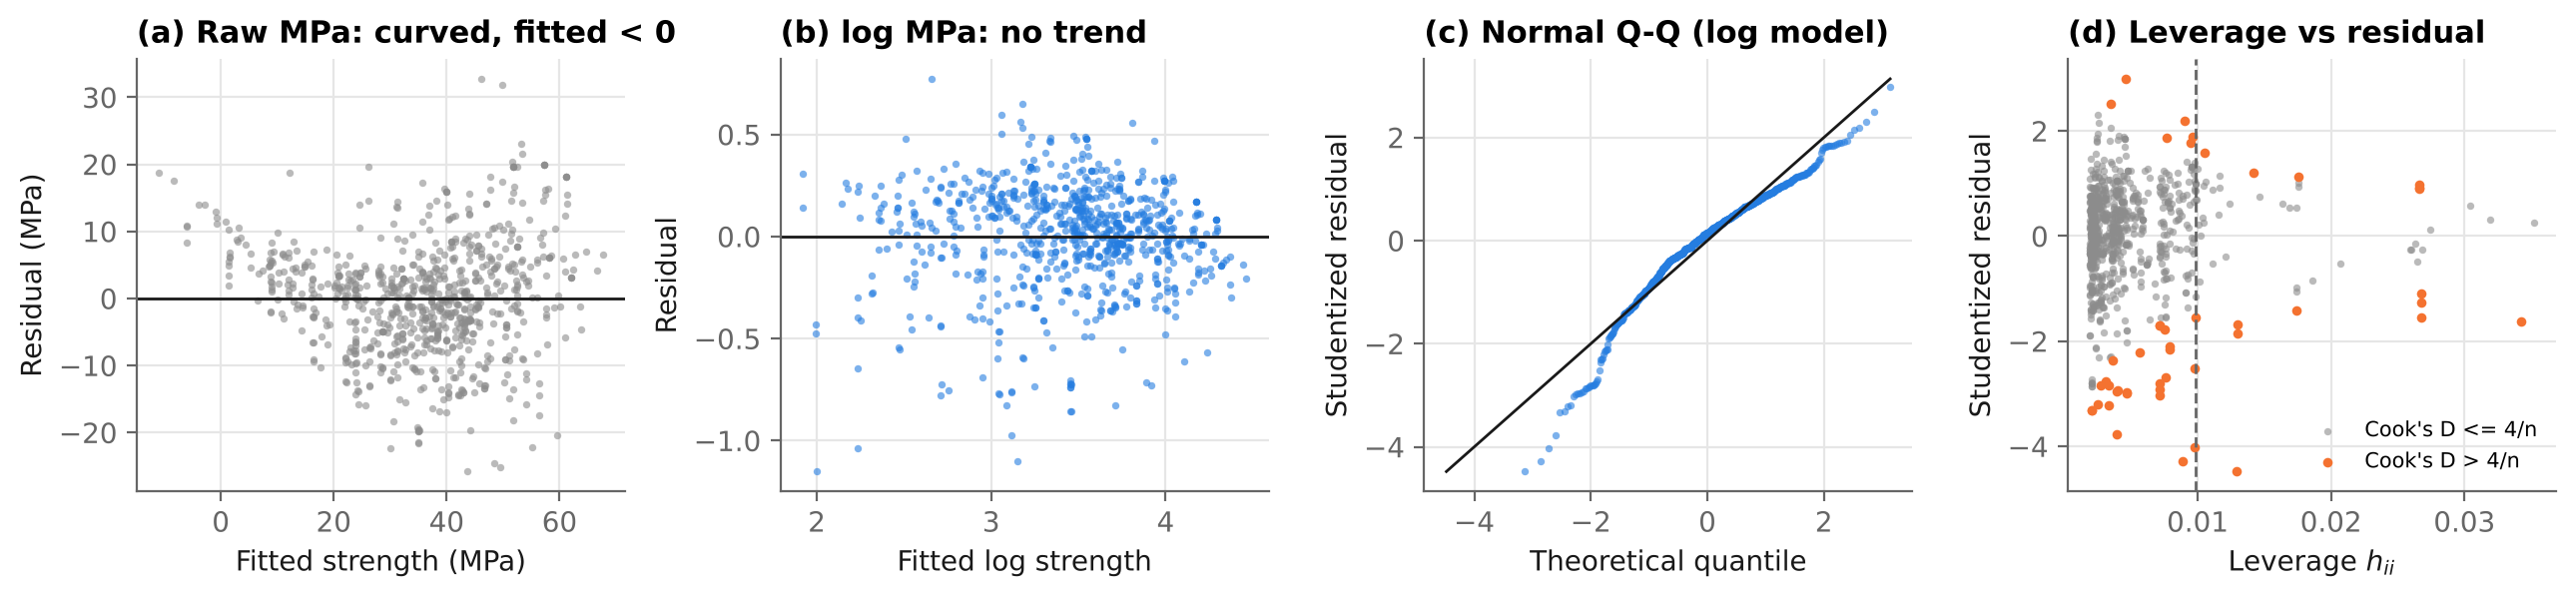 (a) Raw MPa: curved, fitted < 0
30
20
10
0
−10
−20
0
20
40
60
Residual (MPa)
Fitted strength (MPa)
(b) log MPa: no trend
0.5
0.0
−0.5
−1.0
2
3
4
Residual
Fitted log strength
(c) Normal Q-Q (log model)
2
0
−2
−4
−4
−2
0
2
Studentized residual
Theoretical quantile
(d) Leverage vs residual
2
0
−2
−4
0.01
0.02
0.03
Studentized residual
Leverage hᵢᵢ
Cook's D <= 4/n
Cook's D > 4/n